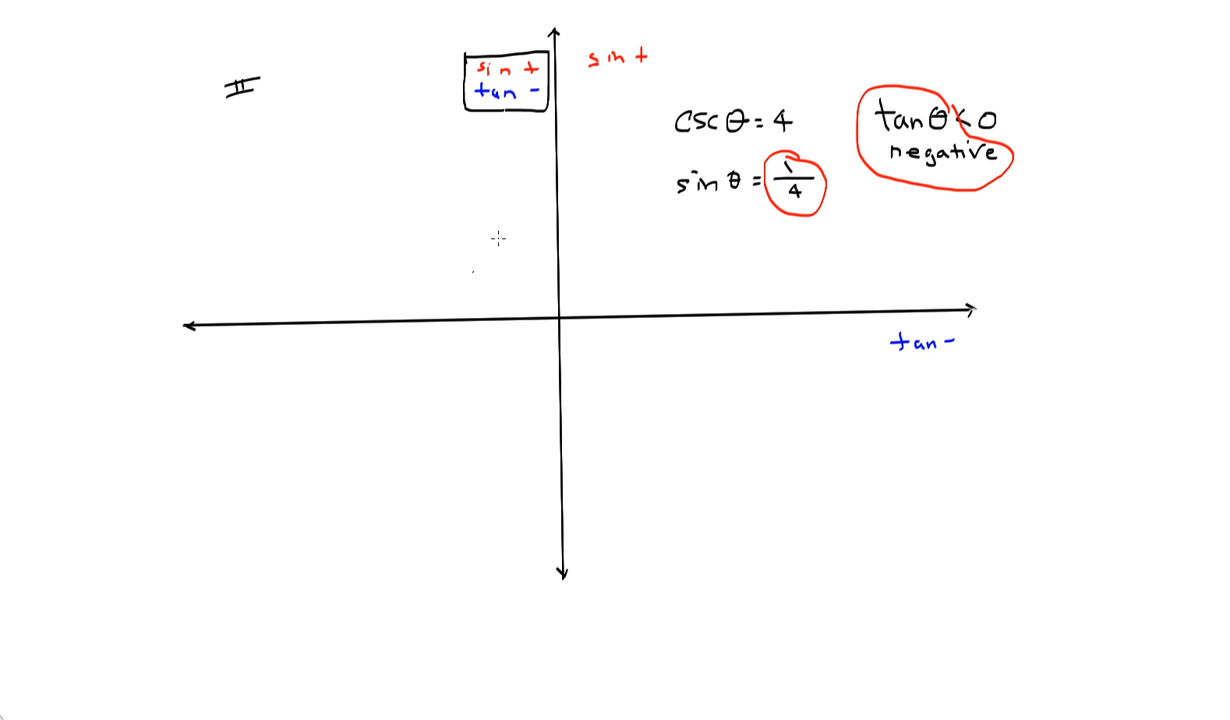 II
sin +
tan -
sin +
csc θ = 4
sin θ = 1/4
tan θ < 0
negative
tan -